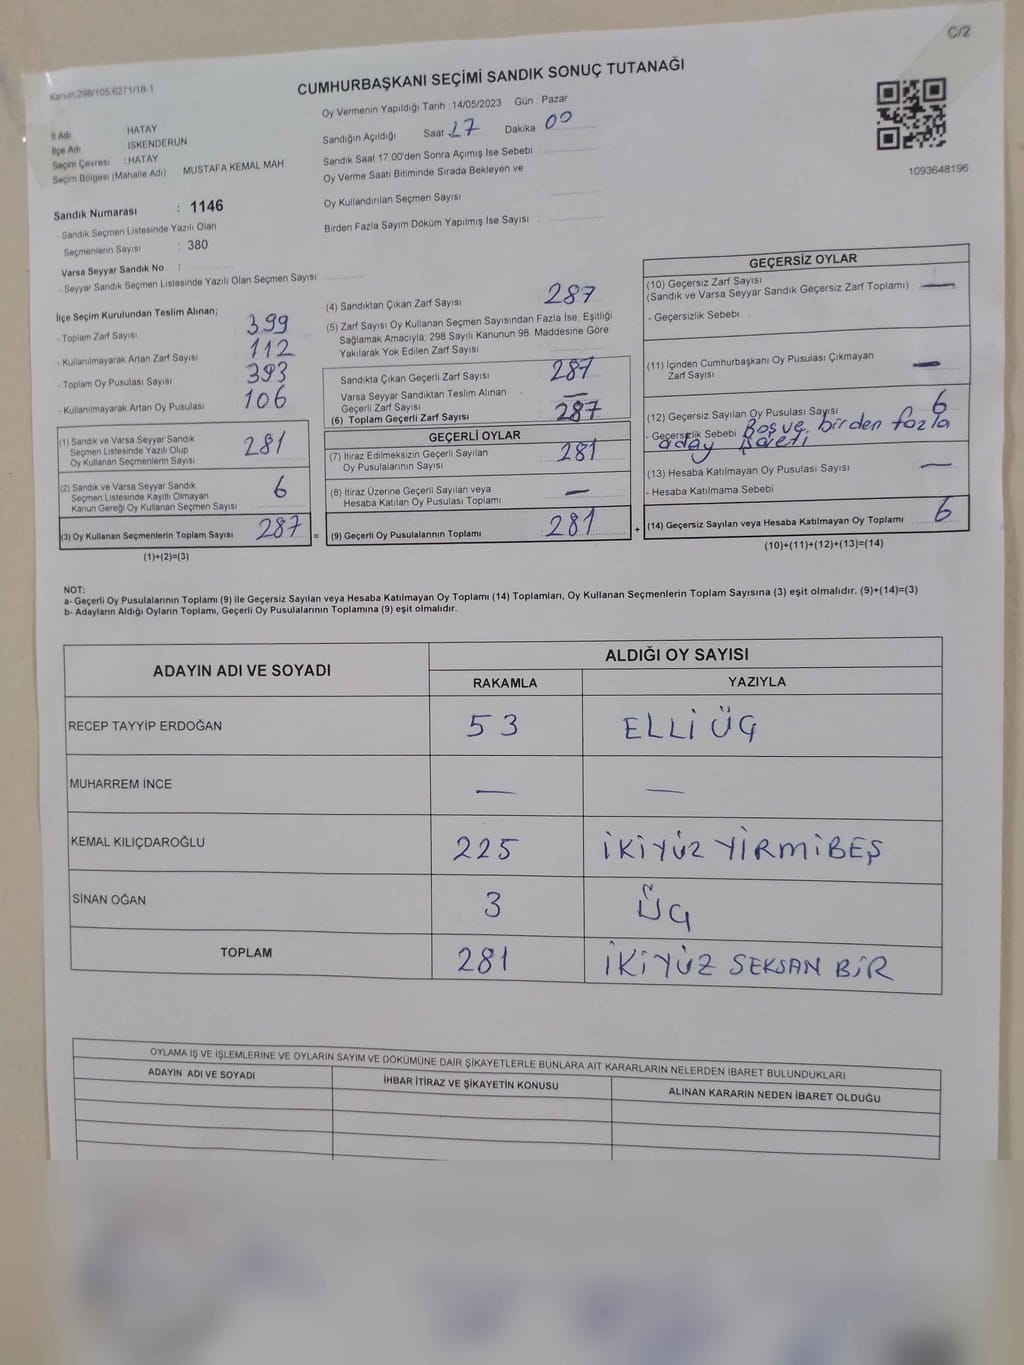 C/2
Kanun 298/105.6271/18-1
CUMHURBAŞKANI SEÇİMİ SANDIK SONUÇ TUTANAĞI
İl Adı HATAY
İlçe Adı İSKENDERUN
Seçim Çevresi : HATAY
Seçim Bölgesi (Mahalle Adı) MUSTAFA KEMAL MAH.
Sandık Numarası : 1146
- Sandık Seçmen Listesinde Yazılı Olan
Seçmenlerin Sayısı : 380
Varsa Seyyar Sandık No :
- Seyyar Sandık Seçmen Listesinde Yazılı Olan Seçmen Sayısı:
Oy Vermenin Yapıldığı Tarih : 14/05/2023 Gün : Pazar
Sandığın Açıldığı Saat 17 Dakika 00
Sandık Saat 17:00'den Sonra Açımış İse Sebebi :
Oy Verme Saati Bitiminde Sırada Bekleyen ve
Oy Kullandırılan Seçmen Sayısı :
Birden Fazla Sayım Döküm Yapılmış İse Sayısı :
1093648196
İlçe Seçim Kurulundan Teslim Alınan;
- Toplam Zarf Sayısı 399
- Kullanılmayarak Artan Zarf Sayısı 112
- Toplam Oy Pusulası Sayısı 393
- Kullanılmayarak Artan Oy Pusulası 106
(1) Sandık ve Varsa Seyyar Sandık
Seçmen Listesinde Yazılı Olup
Oy Kullanan Seçmenlerin Sayısı 281
(2) Sandık ve Varsa Seyyar Sandık
Seçmen Listesinde Kayıtlı Olmayan
Kanun Gereği Oy Kullanan Seçmen Sayısı 6
(3) Oy Kullanan Seçmenlerin Toplam Sayısı 287 =
(1)+(2)=(3)
(4) Sandıktan Çıkan Zarf Sayısı 287
(5) Zarf Sayısı Oy Kullanan Seçmen Sayısından Fazla İse, Eşitliği
Sağlamak Amacıyla; 298 Sayılı Kanunun 98. Maddesine Göre
Yakılarak Yok Edilen Zarf Sayısı :
Sandıkta Çıkan Geçerli Zarf Sayısı 287
Varsa Seyyar Sandıktan Teslim Alınan
Geçerli Zarf Sayısı —
(6) Toplam Geçerli Zarf Sayısı 287
GEÇERLİ OYLAR
(7) İtiraz Edilmeksizin Geçerli Sayılan
Oy Pusulalarının Sayısı 281
(8) İtiraz Üzerine Geçerli Sayılan veya
Hesaba Katılan Oy Pusulası Toplamı —
(9) Geçerli Oy Pusulalarının Toplamı 281 +
GEÇERSİZ OYLAR
(10) Geçersiz Zarf Sayısı
(Sandık ve Varsa Seyyar Sandık Geçersiz Zarf Toplamı) : —
- Geçersizlik Sebebi :
(11) İçinden Cumhurbaşkanı Oy Pusulası Çıkmayan
Zarf Sayısı —
(12) Geçersiz Sayılan Oy Pusulası Sayısı 6
- Geçersizlik Sebebi Boş ve birden fazla
aday işareti
(13) Hesaba Katılmayan Oy Pusulası Sayısı —
- Hesaba Katılmama Sebebi :
(14) Geçersiz Sayılan veya Hesaba Katılmayan Oy Toplamı 6
(10)+(11)+(12)+(13)=(14)
NOT:
a- Geçerli Oy Pusulalarının Toplamı (9) ile Geçersiz Sayılan veya Hesaba Katılmayan Oy Toplamı (14) Toplamları, Oy Kullanan Seçmenlerin Toplam Sayısına (3) eşit olmalıdır. (9)+(14)=(3)
b- Adayların Aldığı Oyların Toplamı, Geçerli Oy Pusulalarının Toplamına (9) eşit olmalıdır.
ADAYIN ADI VE SOYADI ALDIĞI OY SAYISI
RAKAMLA YAZIYLA
RECEP TAYYİP ERDOĞAN 53 ELLİ ÜÇ
MUHARREM İNCE — —
KEMAL KILIÇDAROĞLU 225 İKİYÜZ YİRMİBEŞ
SİNAN OĞAN 3 ÜÇ
TOPLAM 281 İKİYÜZ SEKSAN BİR
OYLAMA İŞ VE İŞLEMLERİNE VE OYLARIN SAYIM VE DÖKÜMÜNE DAİR ŞİKAYETLERLE BUNLARA AİT KARARLARIN NELERDEN İBARET BULUNDUKLARI
ADAYIN ADI VE SOYADI İHBAR İTİRAZ VE ŞİKAYETİN KONUSU ALINAN KARARIN NEDEN İBARET OLDUĞU